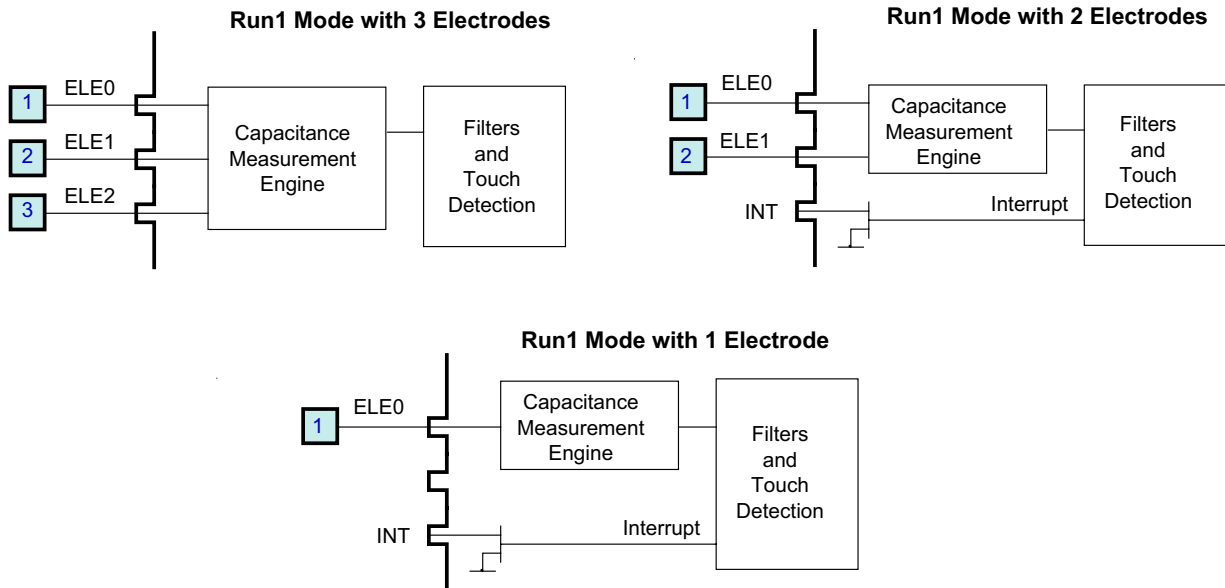 Run1 Mode with 3 Electrodes
ELE0
1
ELE1
2
ELE2
3
Capacitance
Measurement
Engine
Filters
and
Touch
Detection
Run1 Mode with 2 Electrodes
ELE0
1
ELE1
2
INT
Capacitance
Measurement
Engine
Interrupt
Filters
and
Touch
Detection
Run1 Mode with 1 Electrode
ELE0
1
INT
Capacitance
Measurement
Engine
Interrupt
Filters
and
Touch
Detection